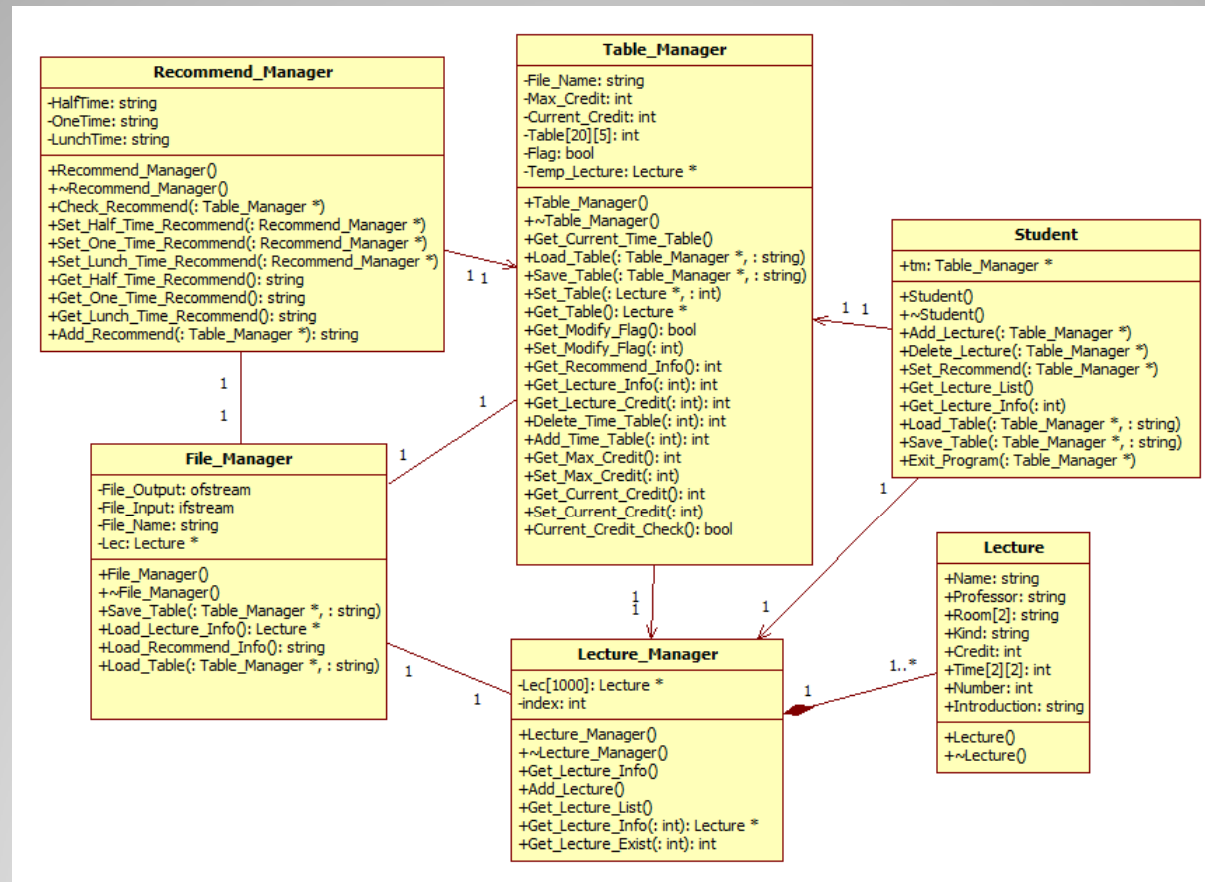 Recommend_Manager
-HalfTime: string
-OneTime: string
-LunchTime: string
+Recommend_Manager()
+~Recommend_Manager()
+Check_Recommend(: Table_Manager *)
+Set_Half_Time_Recommend(: Recommend_Manager *)
+Set_One_Time_Recommend(: Recommend_Manager *)
+Set_Lunch_Time_Recommend(: Recommend_Manager *)
+Get_Half_Time_Recommend(): string
+Get_One_Time_Recommend(): string
+Get_Lunch_Time_Recommend(): string
+Add_Recommend(: Table_Manager *): string
1 1
1
1
Table_Manager
-File_Name: string
-Max_Credit: int
-Current_Credit: int
-Table[20][5]: int
-Flag: bool
-Temp_Lecture: Lecture *
+Table_Manager()
+~Table_Manager()
+Get_Current_Time_Table()
+Load_Table(: Table_Manager *, : string)
+Save_Table(: Table_Manager *, : string)
+Set_Table(: Lecture *, : int)
+Get_Table(): Lecture *
+Get_Modify_Flag(): bool
+Set_Modify_Flag(: int)
+Get_Recommend_Info(): int
+Get_Lecture_Info(: int): int
+Get_Lecture_Credit(: int): int
+Delete_Time_Table(: int): int
+Add_Time_Table(: int): int
+Get_Max_Credit(): int
+Set_Max_Credit(: int)
+Get_Current_Credit(): int
+Set_Current_Credit(: int)
+Current_Credit_Check(): bool
1
1
Student
+tm: Table_Manager *
+Student()
+~Student()
+Add_Lecture(: Table_Manager *)
+Delete_Lecture(: Table_Manager *)
+Set_Recommend(: Table_Manager *)
+Get_Lecture_List()
+Get_Lecture_Info(: int)
+Load_Table(: Table_Manager *, : string)
+Save_Table(: Table_Manager *, : string)
+Exit_Program(: Table_Manager *)
1 1
1
1
File_Manager
-File_Output: ofstream
-File_Input: ifstream
-File_Name: string
-Lec: Lecture *
+File_Manager()
+~File_Manager()
+Save_Table(: Table_Manager *, : string)
+Load_Lecture_Info(): Lecture *
+Load_Recommend_Info(): string
+Load_Table(: Table_Manager *, : string)
1
1
1
1
Lecture_Manager
-Lec[1000]: Lecture *
-index: int
+Lecture_Manager()
+~Lecture_Manager()
+Get_Lecture_Info()
+Add_Lecture()
+Get_Lecture_List()
+Get_Lecture_Info(: int): Lecture *
+Get_Lecture_Exist(: int): int
1
1..*
Lecture
+Name: string
+Professor: string
+Room[2]: string
+Kind: string
+Credit: int
+Time[2][2]: int
+Number: int
+Introduction: string
+Lecture()
+~Lecture()